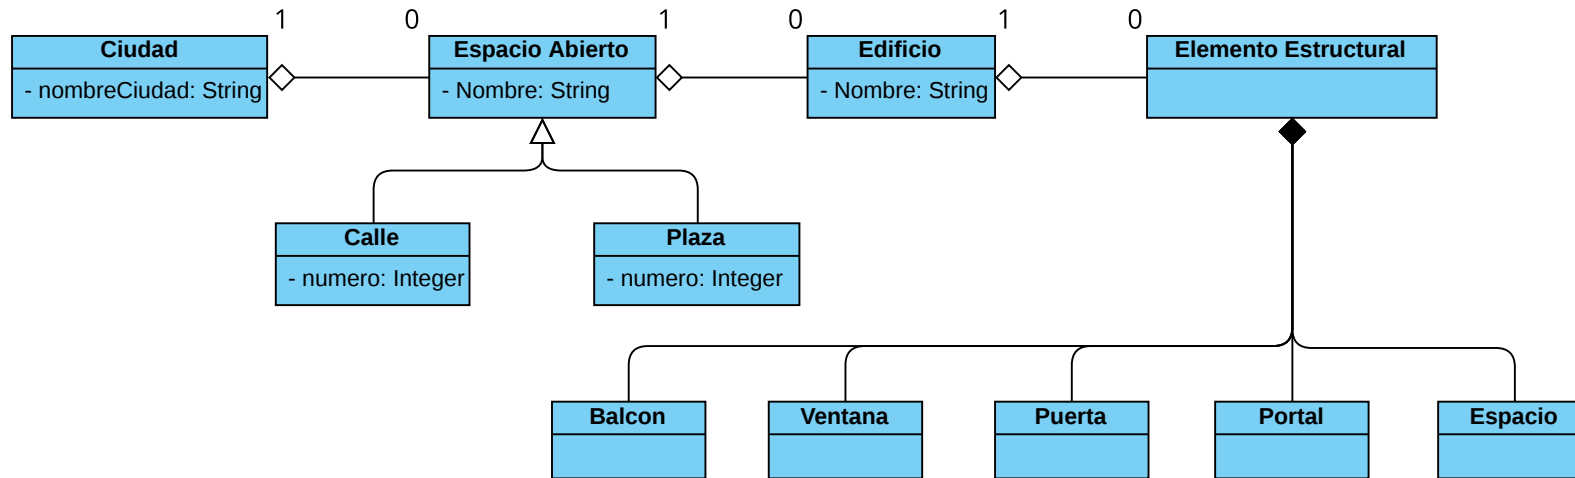 1 0 1 0 1 0
Ciudad Espacio Abierto Edificio Elemento Estructural
- nombreCiudad: String - Nombre: String - Nombre: String
Calle Plaza
- numero: Integer - numero: Integer
Balcon Ventana Puerta Portal Espacio